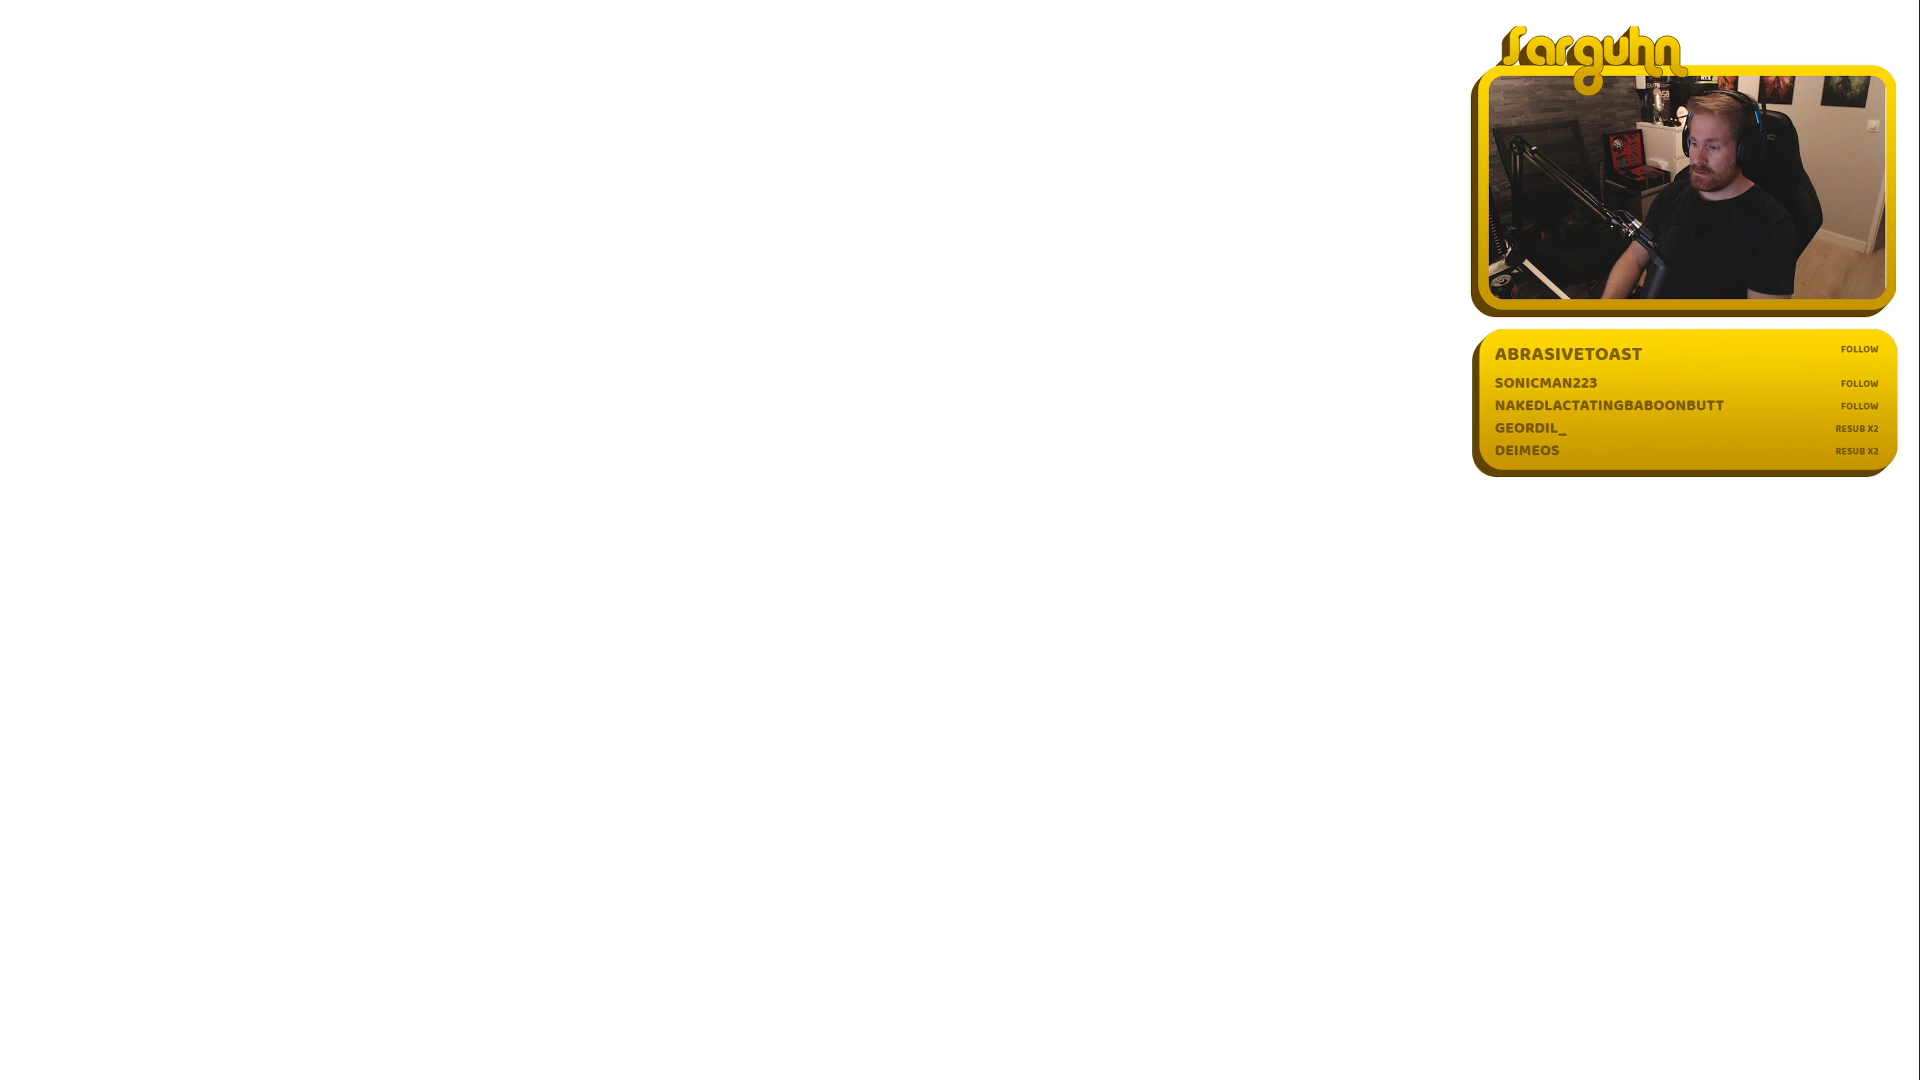 Sarguhn
ABRASIVETOAST FOLLOW
SONICMAN223 FOLLOW
NAKEDLACTATINGBABOONBUTT FOLLOW
GEORDIL_ RESUB X2
DEIMEOS RESUB X2